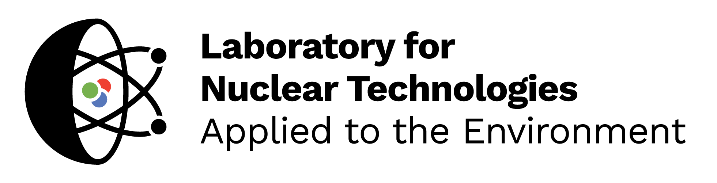 Laboratory for
Nuclear Technologies
Applied to the Environment